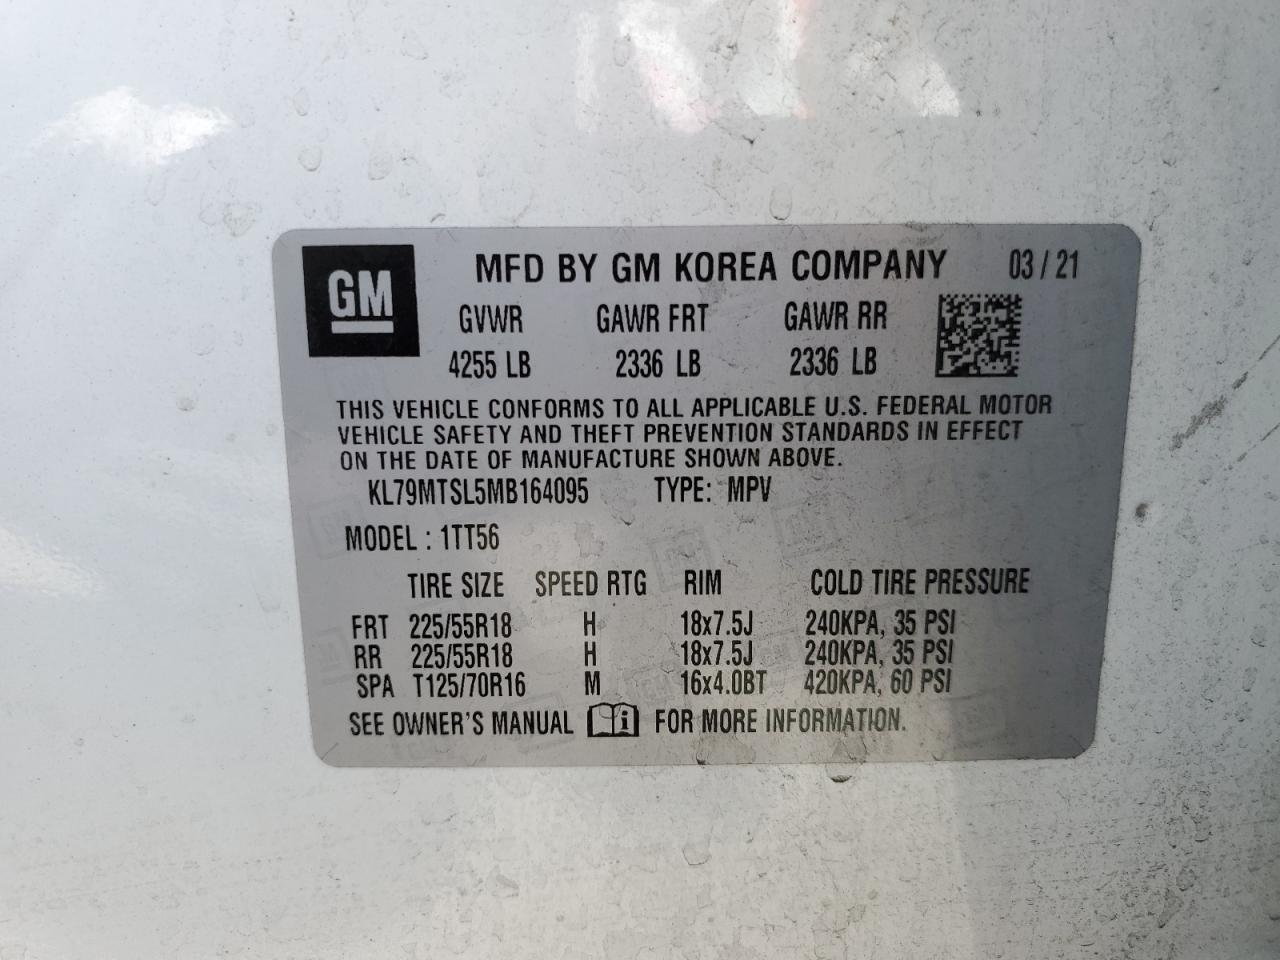 GM
MFD BY GM KOREA COMPANY 03 / 21
GVWR GAWR FRT GAWR RR
4255 LB 2336 LB 2336 LB
THIS VEHICLE CONFORMS TO ALL APPLICABLE U.S. FEDERAL MOTOR
VEHICLE SAFETY AND THEFT PREVENTION STANDARDS IN EFFECT
ON THE DATE OF MANUFACTURE SHOWN ABOVE.
KL79MTSL5MB164095 TYPE: MPV
MODEL : 1TT56
TIRE SIZE SPEED RTG RIM COLD TIRE PRESSURE
FRT 225/55R18 H 18x7.5J 240KPA, 35 PSI
RR 225/55R18 H 18x7.5J 240KPA, 35 PSI
SPA T125/70R16 M 16x4.0BT 420KPA, 60 PSI
SEE OWNER'S MANUAL i FOR MORE INFORMATION.